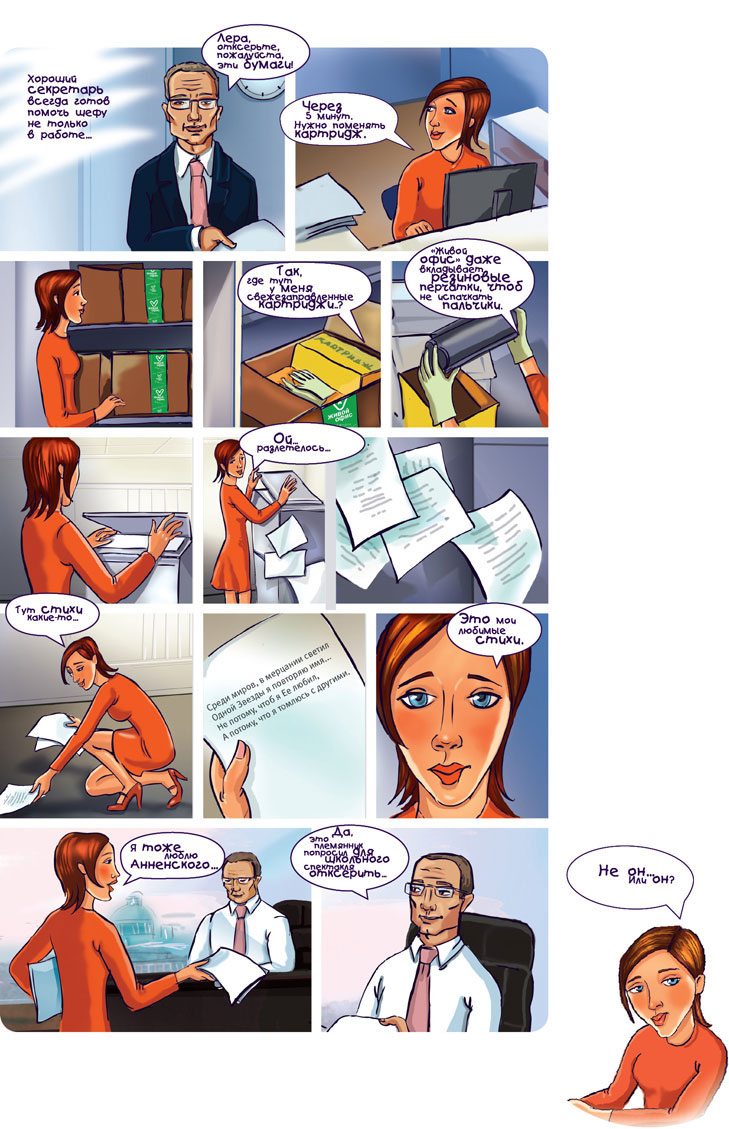 Хороший
секретарь
всегда готов
помочь шефу
не только
в работе...
Лера,
отксерьте,
пожалуйста,
эти бумаги!
Через
5 минут.
Нужно поменять
картридж.
Так,
где тут
у меня
свежезаправленные
картриджи..?
КАРТРИДЖ
живой
офис
«Живой
офис» даже
вкладывает
резиновые
перчатки, чтоб
не испачкать
пальчики.
Ой...
разлетелось...
Тут стихи
какие-то...
Среди миров, в мерцании светил
Одной Звезды я повторяю имя...
Не потому, чтоб я Ее любил,
А потому, что я томлюсь с другими.
Это мои
любимые
стихи.
Я тоже
люблю
Анненского...
Да,
это
племянник
попросил для
школьного
спектакля
отксерить...
Не он...
Или он?